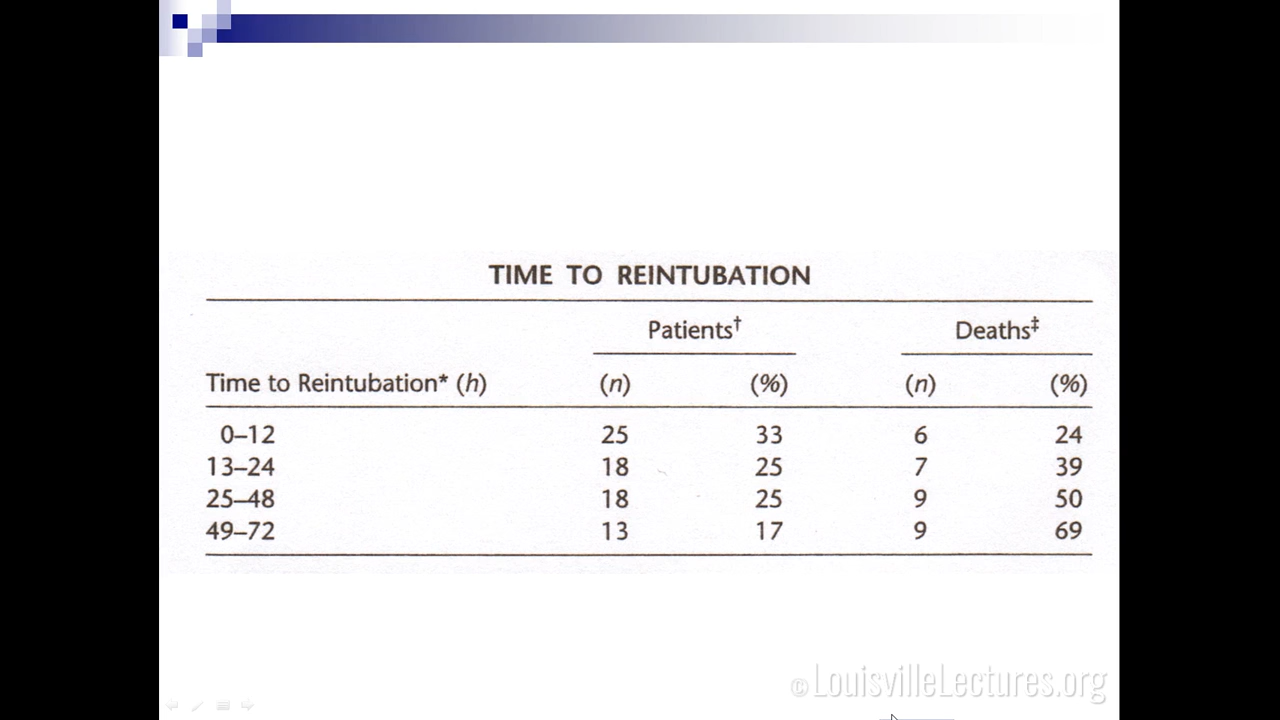 TIME TO REINTUBATION
Patients† Deaths‡
Time to Reintubation* (h) (n) (%) (n) (%)
0–12 25 33 6 24
13–24 18 25 7 39
25–48 18 25 9 50
49–72 13 17 9 69
©LouisvilleLectures.org